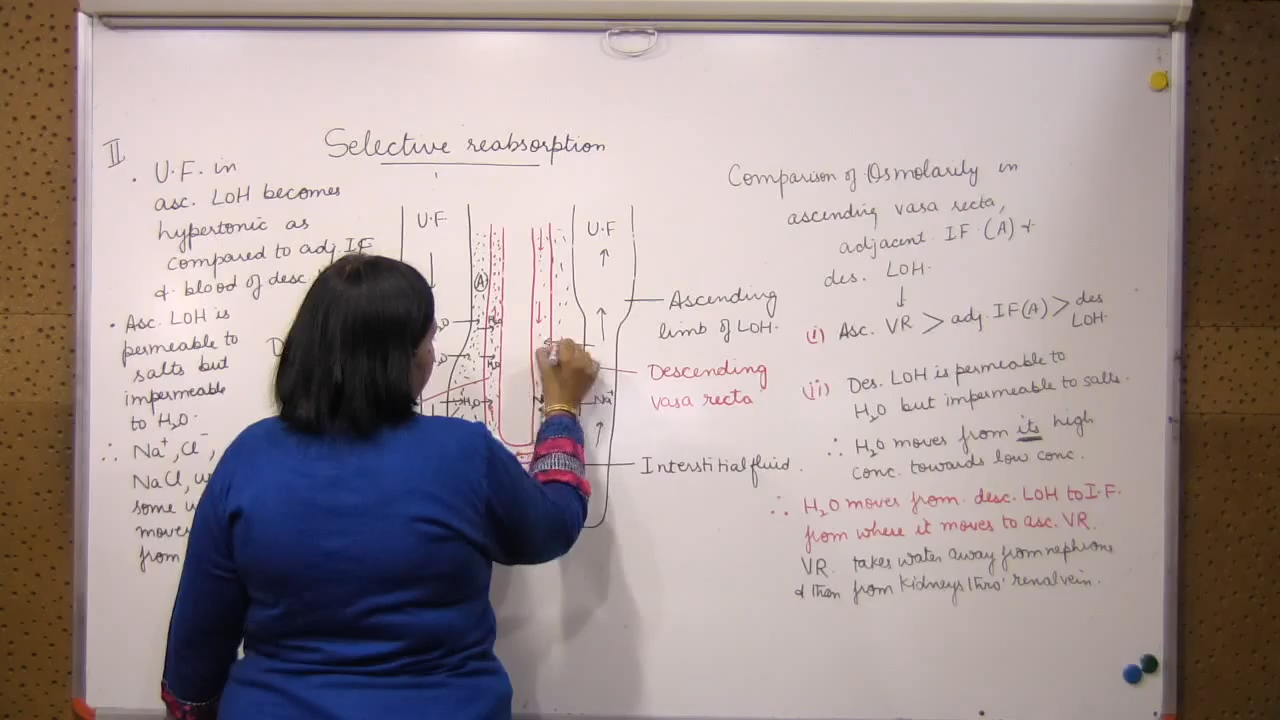 Selective reabsorption
II
. U.F. in
asc. LOH becomes
hypertonic as
compared to adj. IF
& blood of desc.
. Asc. LOH is
permeable to
salts but
impermeable
to H₂O.
∴ Na⁺, Cl⁻,
NaCl,
some
moves
from
U.F
A
H₂O
U.F
Na⁺
Ascending
limb of LOH.
Descending
vasa recta
Interstitial fluid.
Comparison of Osmolarity in
ascending vasa recta,
adjacent IF (A) &
des. LOH.
↓
(i) Asc. VR > adj. IF(A) > des
LOH.
(ii) Des. LOH is permeable to
H₂O but impermeable to salts.
∴ H₂O moves from its high
conc. towards low conc.
∴ H₂O moves from desc. LOH to I.F.
from where it moves to asc. VR.
VR. takes water away from nephrons
& then from kidneys thro' renal vein.